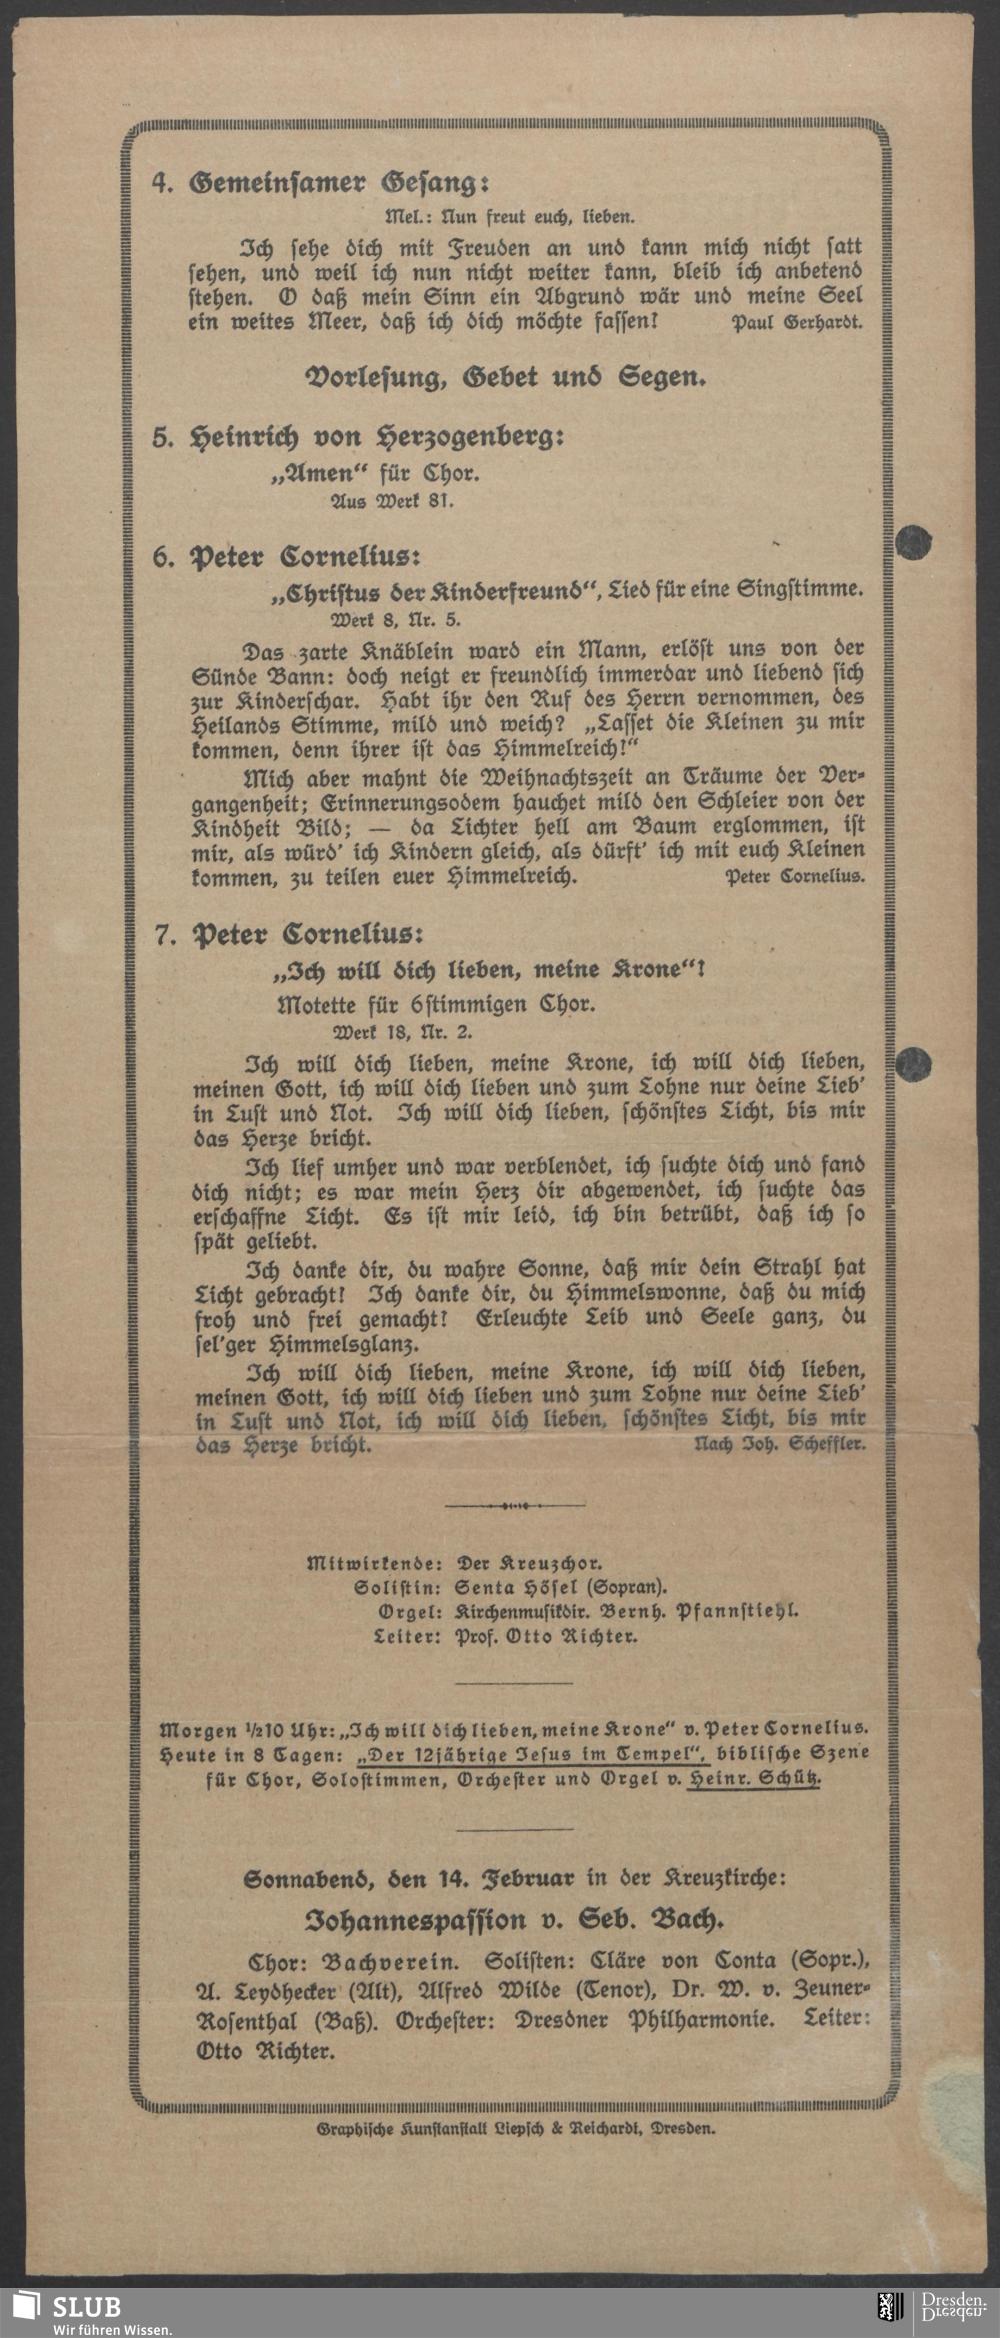 4. Gemeinsamer Gesang:
Mel.: Nun freut euch, lieben.
Ich sehe dich mit Freuden an und kann mich nicht satt
sehen, und weil ich nun nicht weiter kann, bleib ich anbetend
stehen. O daß mein Sinn ein Abgrund wär und meine Seel
ein weites Meer, daß ich dich möchte fassen! Paul Gerhardt.
Vorlesung, Gebet und Segen.
5. Heinrich von Herzogenberg:
„Amen“ für Chor.
Aus Werk 81.
6. Peter Cornelius:
„Christus der Kinderfreund“, Lied für eine Singstimme.
Werk 8, Nr. 5.
Das zarte Knäblein ward ein Mann, erlöst uns von der
Sünde Bann: doch neigt er freundlich immerdar und liebend sich
zur Kinderschar. Habt ihr den Ruf des Herrn vernommen, des
Heilands Stimme, mild und weich? „Lasset die Kleinen zu mir
kommen, denn ihrer ist das Himmelreich!“
Mich aber mahnt die Weihnachtszeit an Träume der Ver-
gangenheit; Erinnerungsodem hauchet mild den Schleier von der
Kindheit Bild; — da Lichter hell am Baum erglommen, ist
mir, als würd' ich Kindern gleich, als dürft' ich mit euch Kleinen
kommen, zu teilen euer Himmelreich. Peter Cornelius.
7. Peter Cornelius:
„Ich will dich lieben, meine Krone“!
Motette für 6stimmigen Chor.
Werk 18, Nr. 2.
Ich will dich lieben, meine Krone, ich will dich lieben,
meinen Gott, ich will dich lieben und zum Lohne nur deine Lieb'
in Lust und Not. Ich will dich lieben, schönstes Licht, bis mir
das Herze bricht.
Ich lief umher und war verblendet, ich suchte dich und fand
dich nicht; es war mein Herz dir abgewendet, ich suchte das
erschaffne Licht. Es ist mir leid, ich bin betrübt, daß ich so
spät geliebt.
Ich danke dir, du wahre Sonne, daß mir dein Strahl hat
Licht gebracht! Ich danke dir, du Himmelswonne, daß du mich
froh und frei gemacht! Erleuchte Leib und Seele ganz, du
sel'ger Himmelsglanz.
Ich will dich lieben, meine Krone, ich will dich lieben,
meinen Gott, ich will dich lieben und zum Lohne nur deine Lieb'
in Lust und Not, ich will dich lieben, schönstes Licht, bis mir
das Herze bricht. Nach Joh. Scheffler.
Mitwirkende: Der Kreuzchor.
Solistin: Senta Hösel (Sopran).
Orgel: Kirchenmusikdir. Bernh. Pfannstiehl.
Leiter: Prof. Otto Richter.
Morgen ½10 Uhr: „Ich will dich lieben, meine Krone“ v. Peter Cornelius.
Heute in 8 Tagen: „Der 12jährige Jesus im Tempel“, biblische Szene
für Chor, Solostimmen, Orchester und Orgel v. Heinr. Schütz.
Sonnabend, den 14. Februar in der Kreuzkirche:
Johannespassion v. Seb. Bach.
Chor: Bachverein. Solisten: Cläre von Conta (Sopr.),
A. Leydhecker (Alt), Alfred Wilde (Tenor), Dr. W. v. Zeuner-
Rosenthal (Baß). Orchester: Dresdner Philharmonie. Leiter:
Otto Richter.
Graphische Kunstanstalt Liepsch & Reichardt, Dresden.
SLUB
Wir führen Wissen.
Dresden.
Dresden.